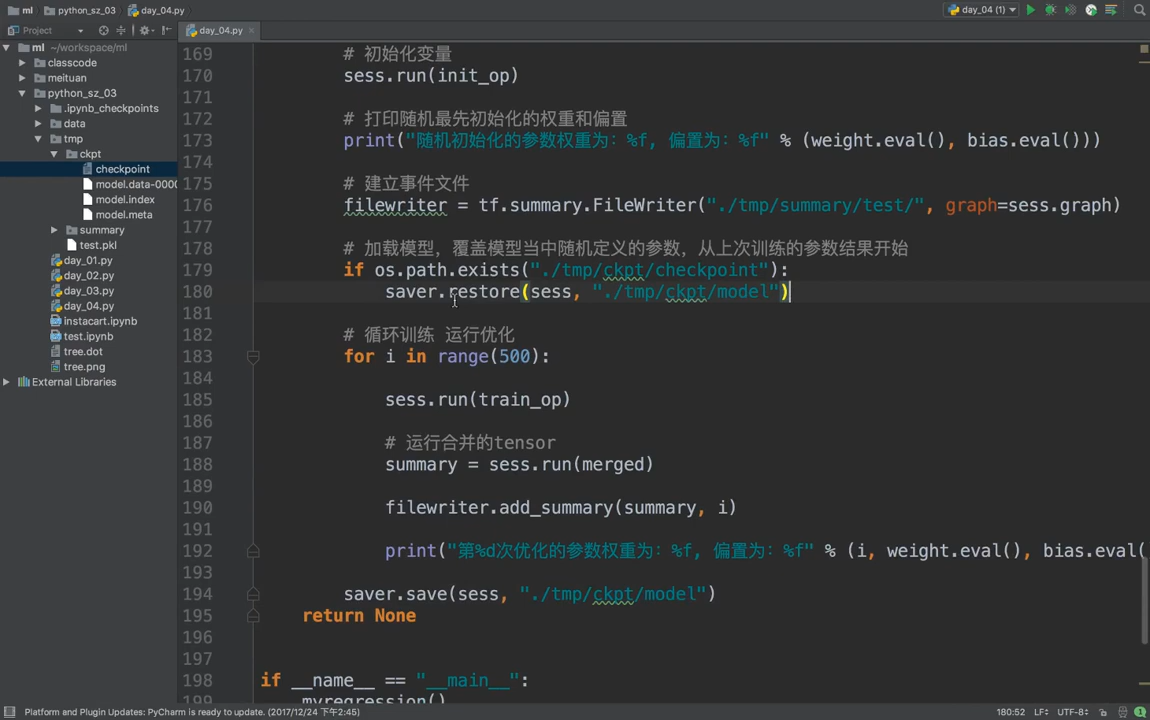 ml
python_sz_03
day_04.py
day_04 (1)
Project
day_04.py
ml ~/workspace/ml
classcode
meituan
python_sz_03
.ipynb_checkpoints
data
tmp
ckpt
checkpoint
model.data-0000
model.index
model.meta
summary
test.pkl
day_01.py
day_02.py
day_03.py
day_04.py
instacart.ipynb
test.ipynb
tree.dot
tree.png
External Libraries
169 # 初始化变量
170 sess.run(init_op)
171
172 # 打印随机最先初始化的权重和偏置
173 print("随机初始化的参数权重为：%f, 偏置为：%f" % (weight.eval(), bias.eval()))
174
175 # 建立事件文件
176 filewriter = tf.summary.FileWriter("./tmp/summary/test/", graph=sess.graph)
177
178 # 加载模型，覆盖模型当中随机定义的参数，从上次训练的参数结果开始
179 if os.path.exists("./tmp/ckpt/checkpoint"):
180 saver.restore(sess, "./tmp/ckpt/model")
181
182 # 循环训练 运行优化
183 for i in range(500):
184
185 sess.run(train_op)
186
187 # 运行合并的tensor
188 summary = sess.run(merged)
189
190 filewriter.add_summary(summary, i)
191
192 print("第%d次优化的参数权重为：%f, 偏置为：%f" % (i, weight.eval(), bias.eval(
193
194 saver.save(sess, "./tmp/ckpt/model")
195 return None
196
197
198 if __name__ == "__main__":
199 myregression()
Platform and Plugin Updates: PyCharm is ready to update. (2017/12/24 下午2:45)
180:52 LF÷ UTF-8÷
1